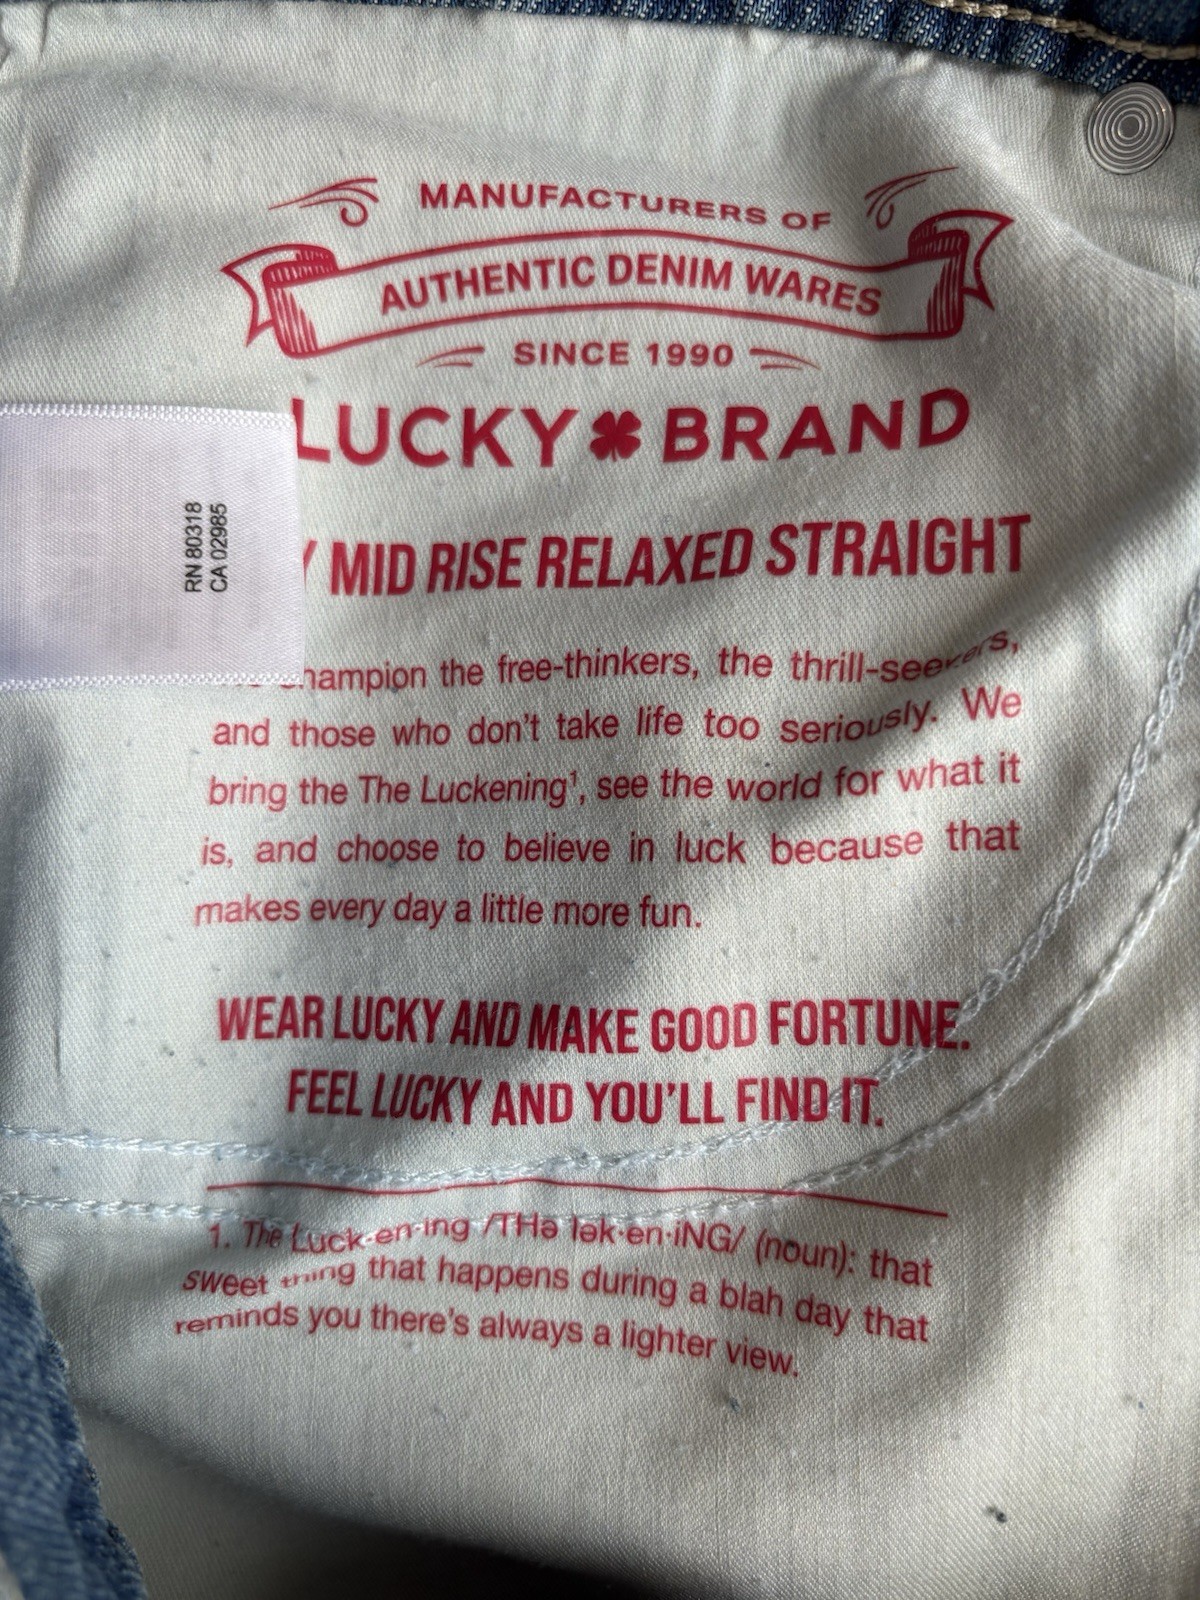 MANUFACTURERS OF
AUTHENTIC DENIM WARES
SINCE 1990
LUCKY BRAND
RN 80318
CA 02985
Y MID RISE RELAXED STRAIGHT
champion the free-thinkers, the thrill-seekers,
and those who don't take life too seriously. We
bring the The Luckening¹, see the world for what it
is, and choose to believe in luck because that
makes every day a little more fun.
WEAR LUCKY AND MAKE GOOD FORTUNE.
FEEL LUCKY AND YOU'LL FIND IT.
1. The Luck·en·ing /THə lək·en·iNG/ (noun): that
sweet thing that happens during a blah day that
reminds you there's always a lighter view.